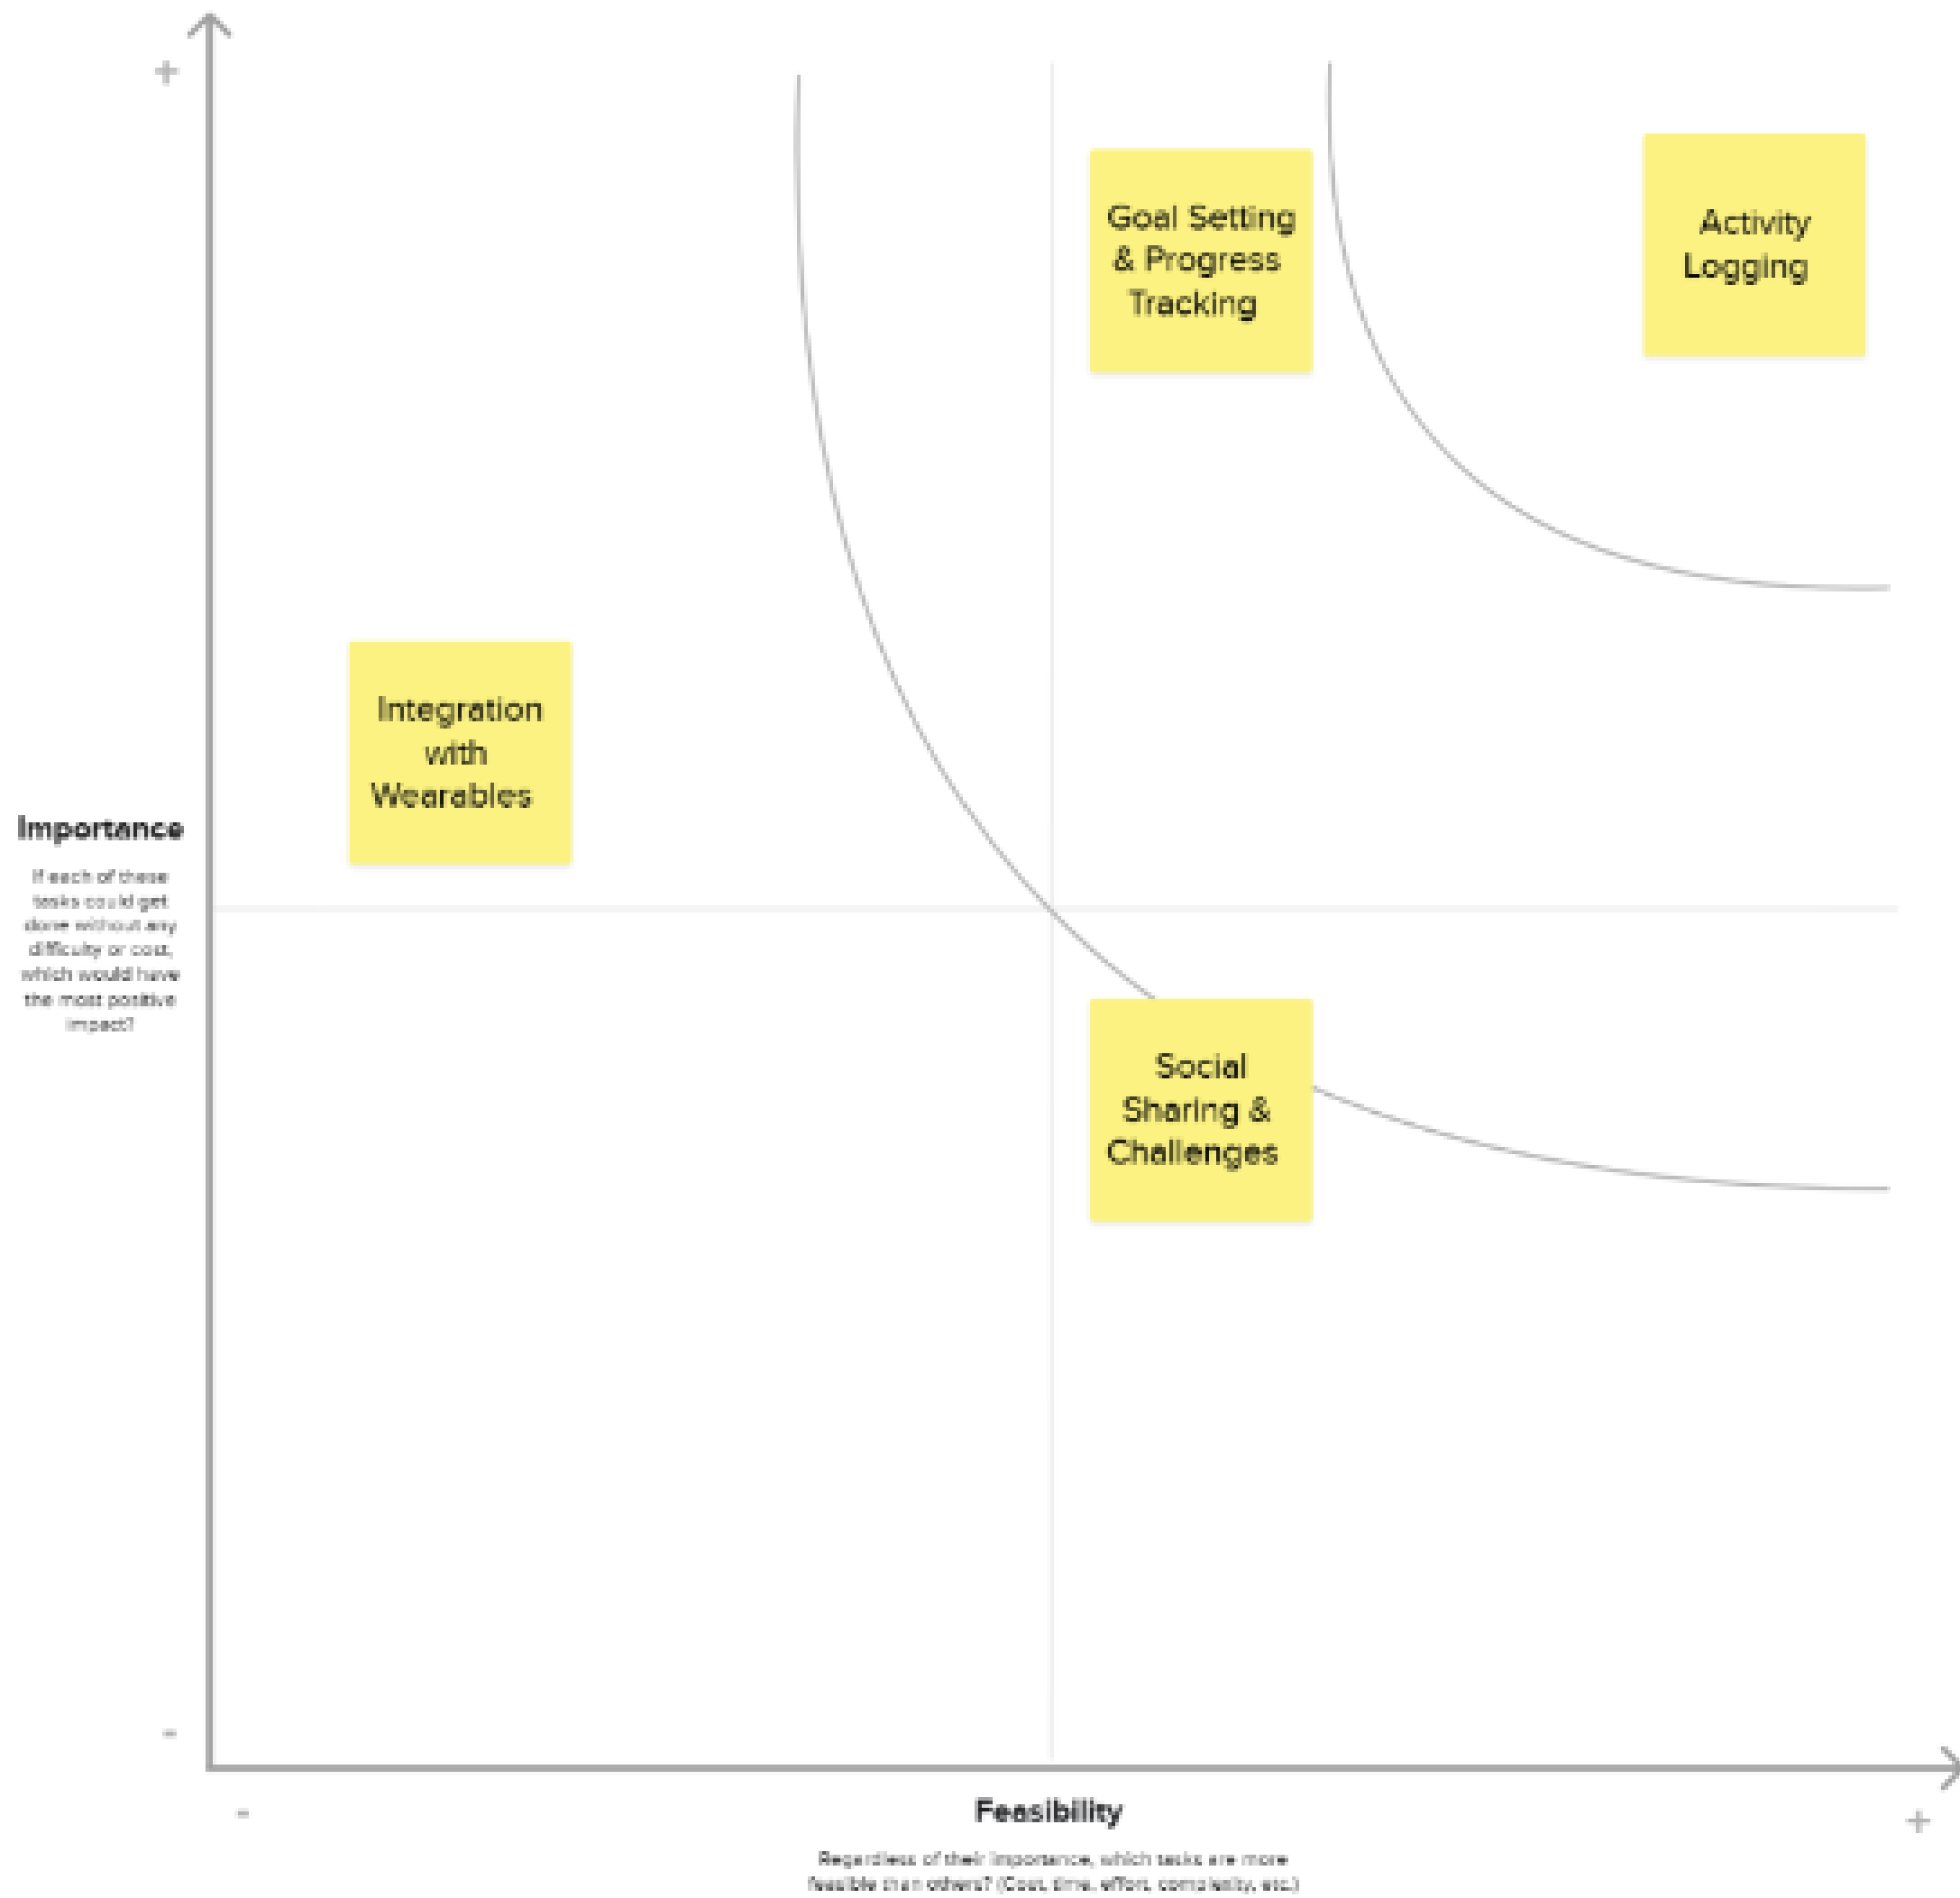 +
Goal Setting
& Progress
Tracking
Activity
Logging
Integration
with
Wearables
Importance
If each of these
tasks could get
done without any
difficulty or cost,
which would have
the most positive
impact?
Social
Sharing &
Challenges
-
-
Feasibility
+
Regardless of their importance, which tasks are more
feasible than others? (Cost, time, effort, complexity, etc.)